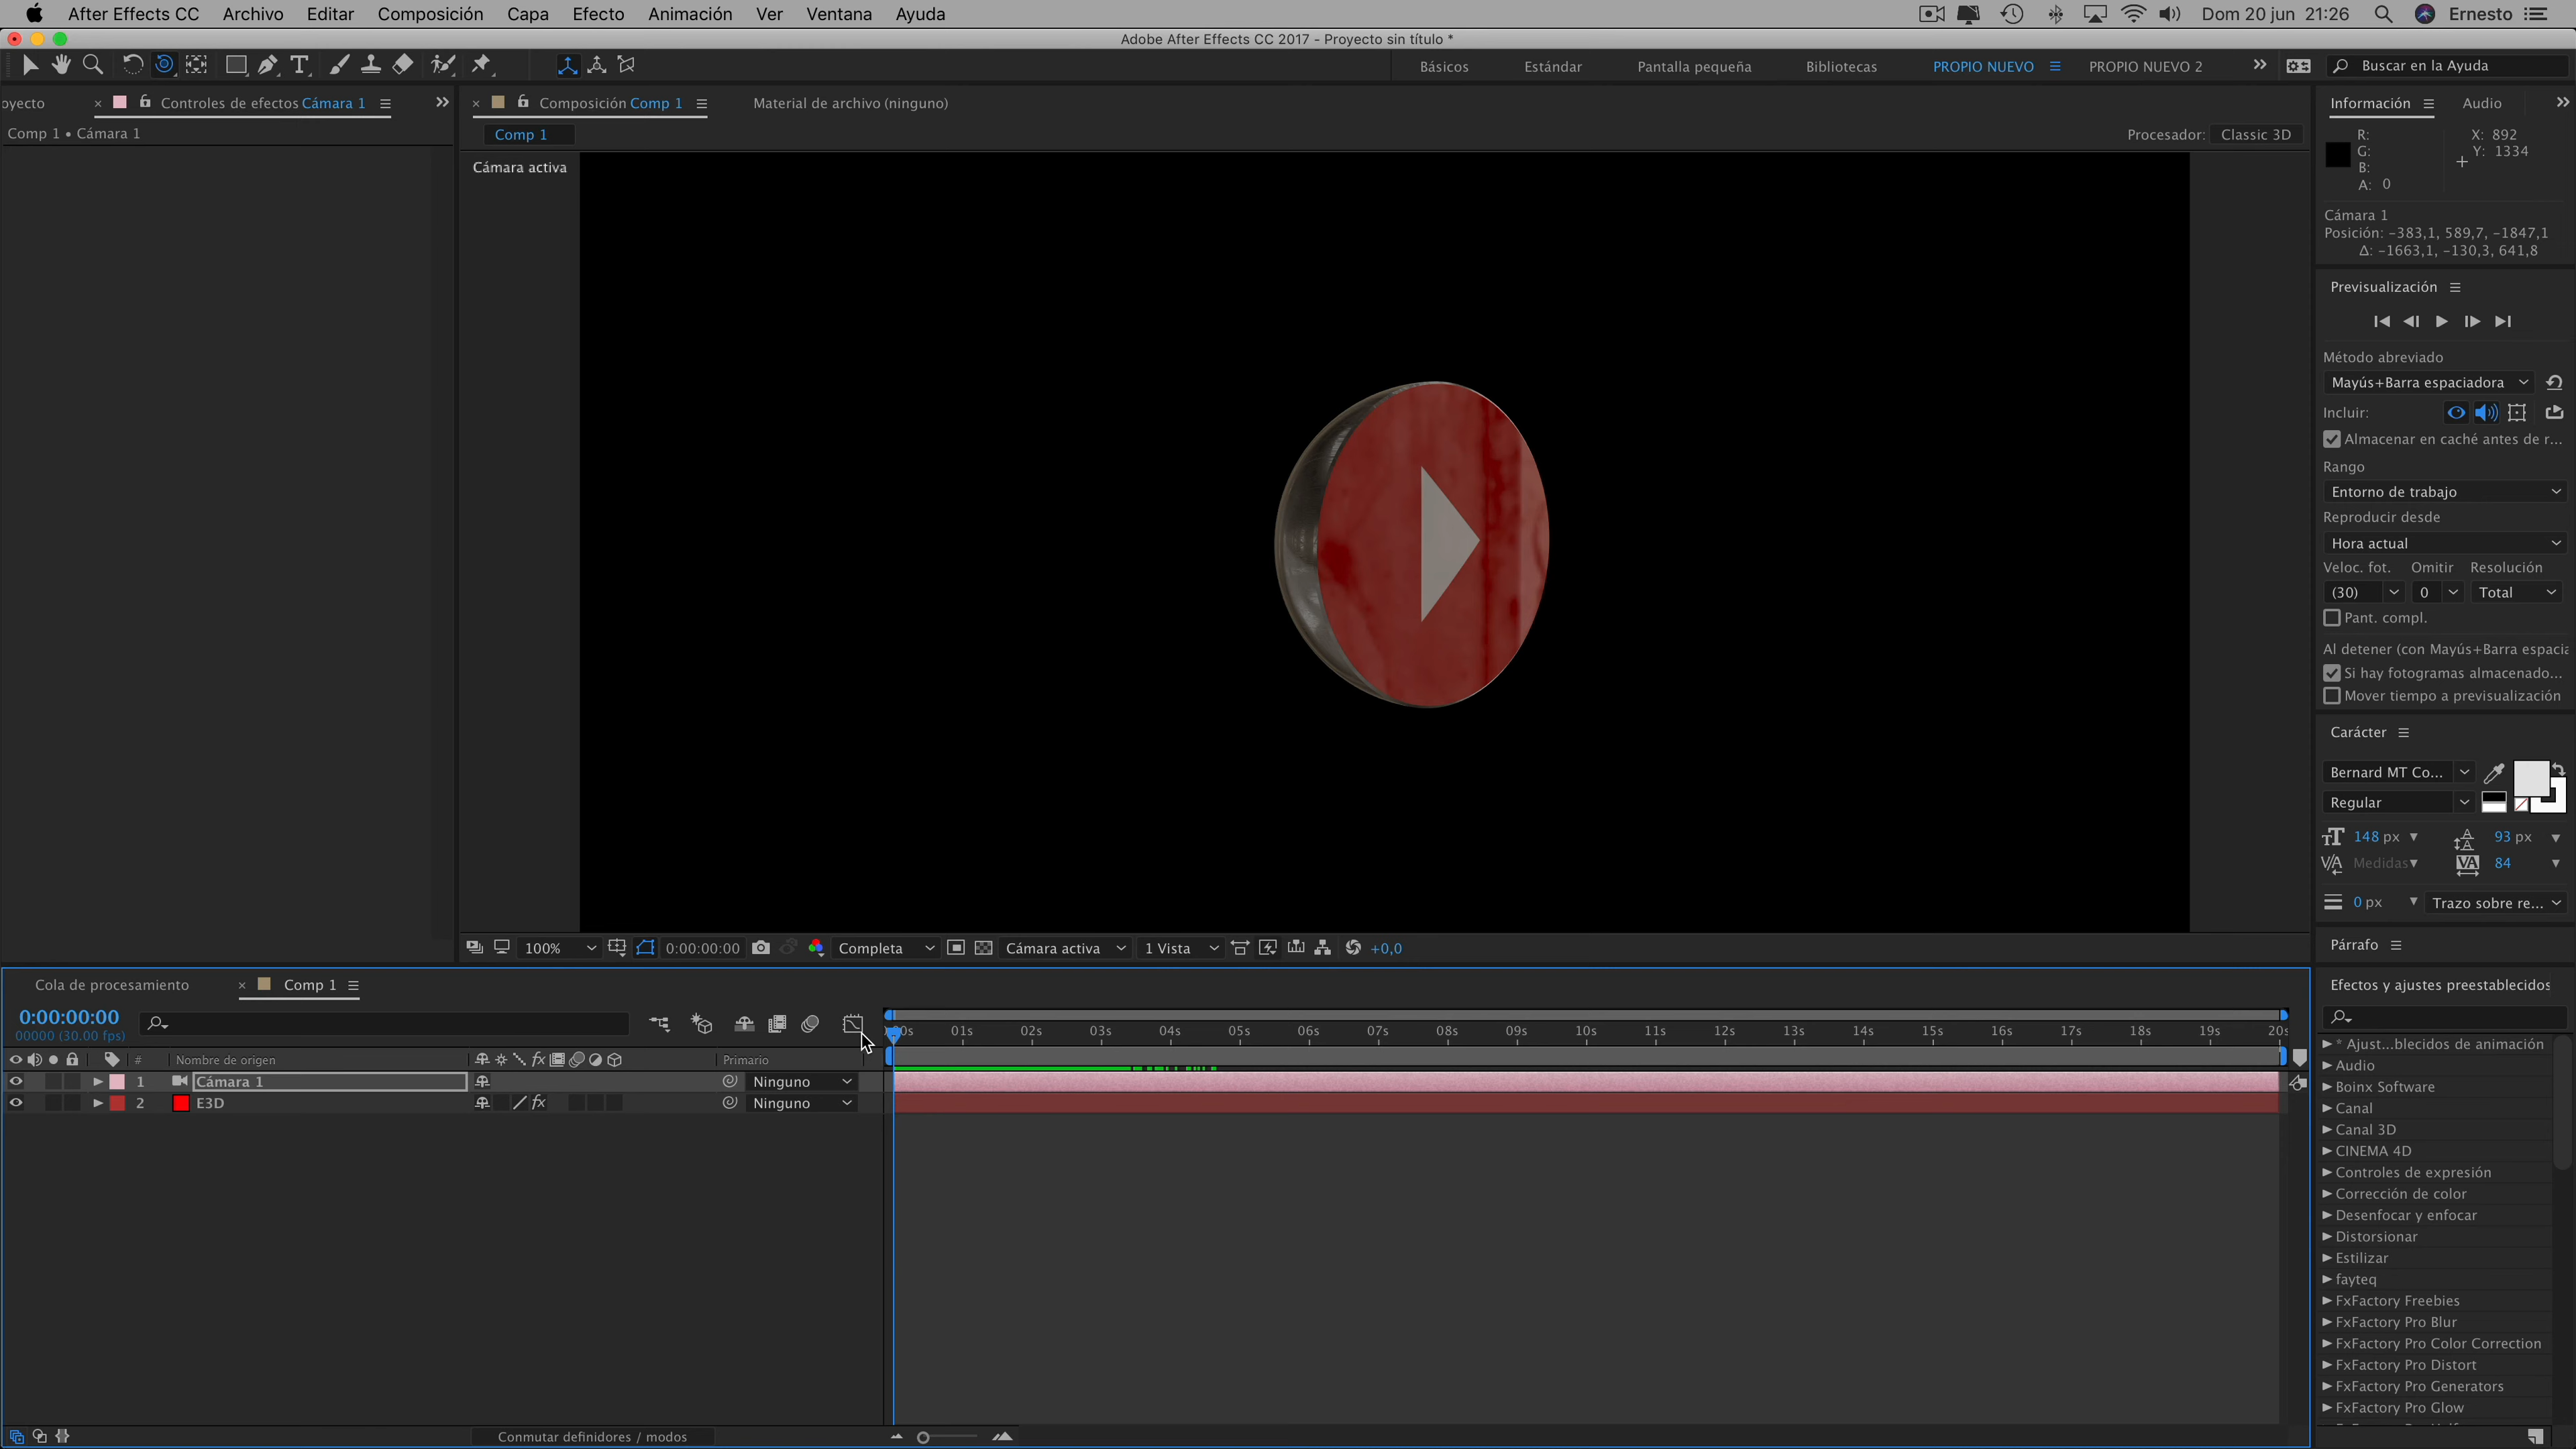 After Effects CC Archivo Editar Composición Capa Efecto Animación Ver Ventana Ayuda Dom 20 jun 21:26 Ernesto
Adobe After Effects CC 2017 - Proyecto sin título *
Básicos Estándar Pantalla pequeña Bibliotecas PROPIO NUEVO PROPIO NUEVO 2 Buscar en la Ayuda
oyecto Controles de efectos Cámara 1
Comp 1 • Cámara 1
Composición Comp 1 Material de archivo (ninguno)
Comp 1 Procesador: Classic 3D
Cámara activa
Información Audio
R: X: 892
G: Y: 1334
B:
A: 0
Cámara 1
Posición: -383,1, 589,7, -1847,1
Δ: -1663,1, -130,3, 641,8
Previsualización
Método abreviado
Mayús+Barra espaciadora
Incluir:
Almacenar en caché antes de r...
Rango
Entorno de trabajo
Reproducir desde
Hora actual
Veloc. fot. Omitir Resolución
(30) 0 Total
Pant. compl.
Al detener (con Mayús+Barra espacia
Si hay fotogramas almacenado...
Mover tiempo a previsualización
Carácter
Bernard MT Co...
Regular
148 px 93 px
Medidas 84
0 px Trazo sobre re...
Párrafo
100% 0:00:00:00 Completa Cámara activa 1 Vista +0,0
Cola de procesamiento Comp 1
0:00:00:00
00000 (30.00 fps)
00s 01s 02s 03s 04s 05s 06s 07s 08s 09s 10s 11s 12s 13s 14s 15s 16s 17s 18s 19s 20s
# Nombre de origen Primario
1 Cámara 1 Ninguno
2 E3D fx Ninguno
Conmutar definidores / modos
Efectos y ajustes preestablecidos
* Ajust...blecidos de animación
Audio
Boinx Software
Canal
Canal 3D
CINEMA 4D
Controles de expresión
Corrección de color
Desenfocar y enfocar
Distorsionar
Estilizar
fayteq
FxFactory Freebies
FxFactory Pro Blur
FxFactory Pro Color Correction
FxFactory Pro Distort
FxFactory Pro Generators
FxFactory Pro Glow